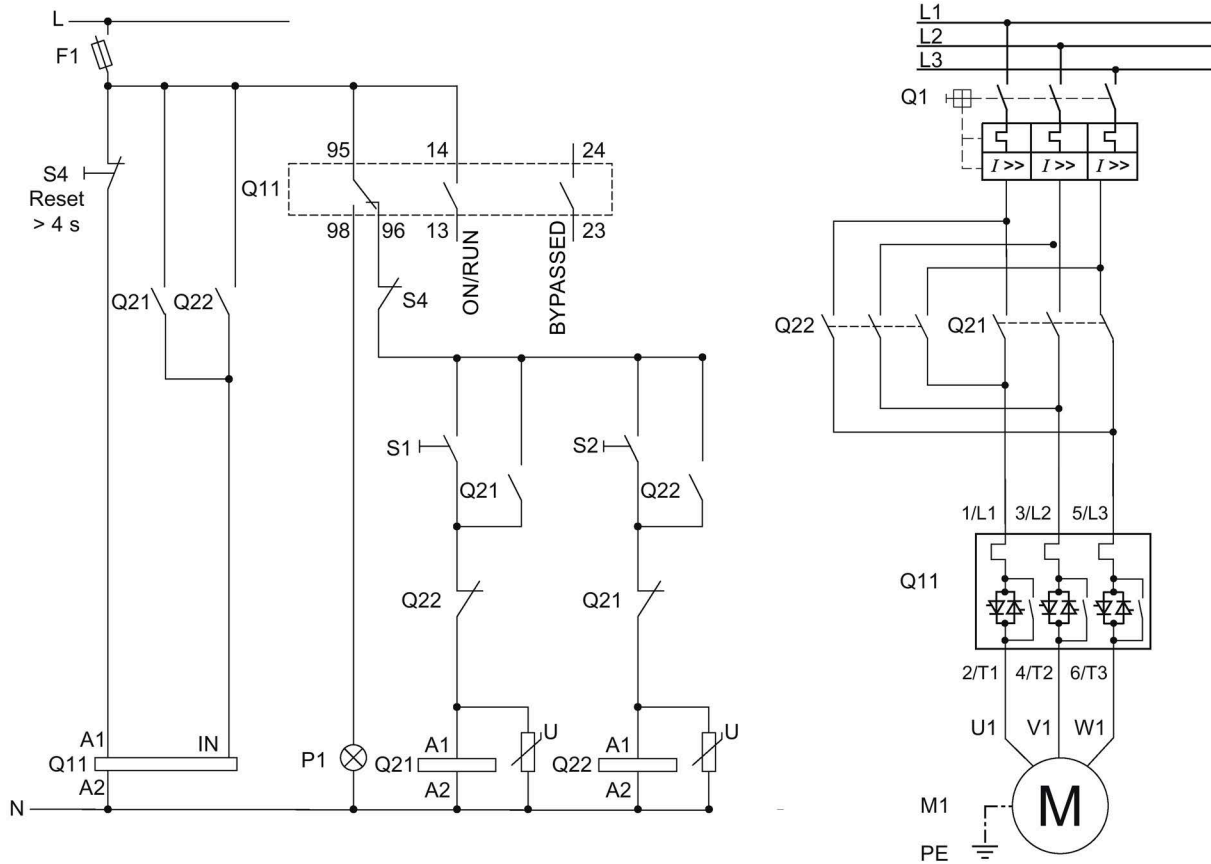 L
F1
S4
Reset
> 4 s
Q21
Q22
A1
IN
Q11
A2
N
95
14
24
Q11
98
96
13
23
ON/RUN
BYPASSED
S4
S1
S2
Q21
Q22
Q22
Q21
P1
A1
Q21
A2
U
A1
Q22
A2
U
L1
L2
L3
Q1
I >>
I >>
I >>
Q22
Q21
1/L1
3/L2
5/L3
Q11
2/T1
4/T2
6/T3
U1
V1
W1
M1
M
PE